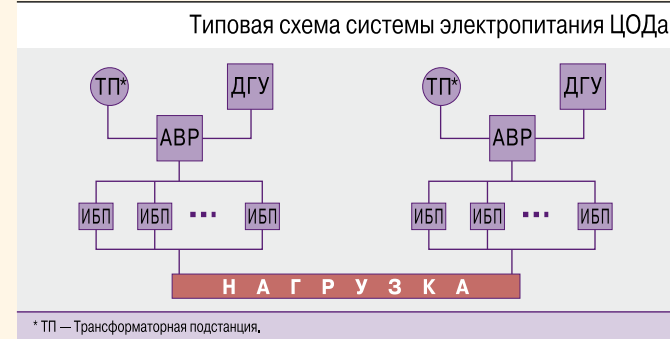 Типовая схема системы электропитания ЦОДа
ТП* ДГУ ТП* ДГУ
АВР АВР
ИБП ИБП ... ИБП ИБП ИБП ... ИБП
НАГРУЗКА
* ТП — Трансформаторная подстанция.